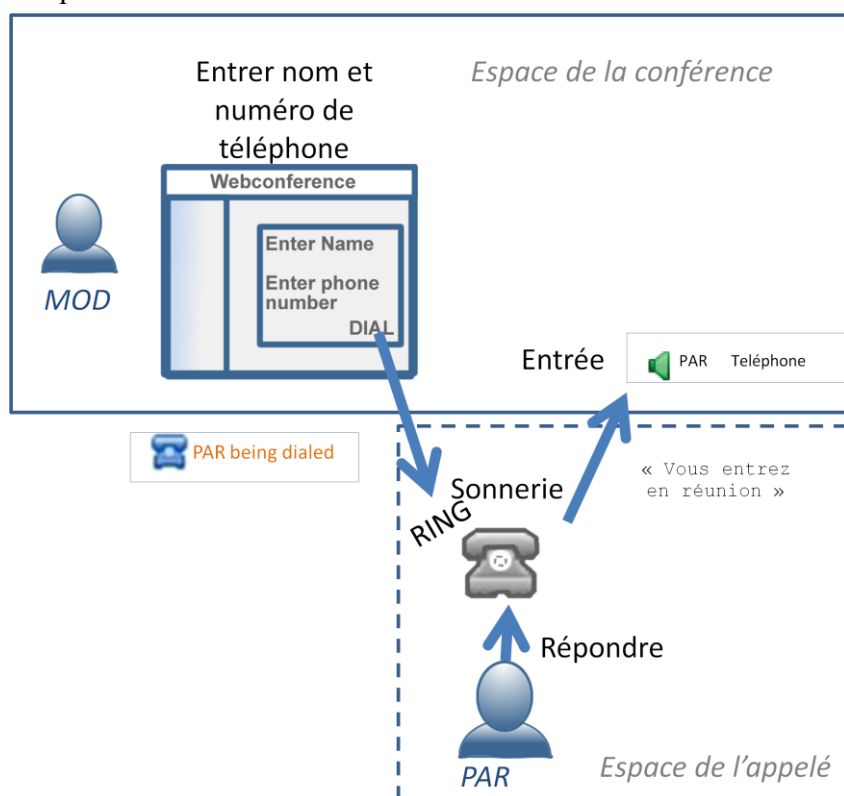 Entrer nom et
numéro de
téléphone
Espace de la conférence
Webconference
Enter Name
Enter phone
number
DIAL
MOD
Entrée
PAR Teléphone
PAR being dialed
« Vous entrez
en réunion »
Sonnerie
RING
Répondre
PAR
Espace de l’appelé